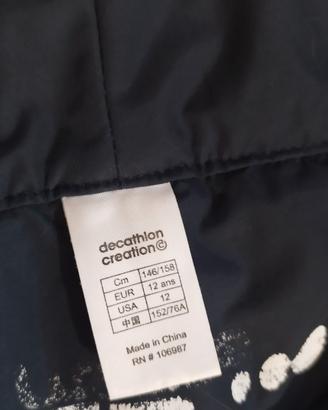 decathlon
creation©
Cm 146/158
EUR 12 ans
USA 12
中国 152/76A
Made in China
RN # 106987